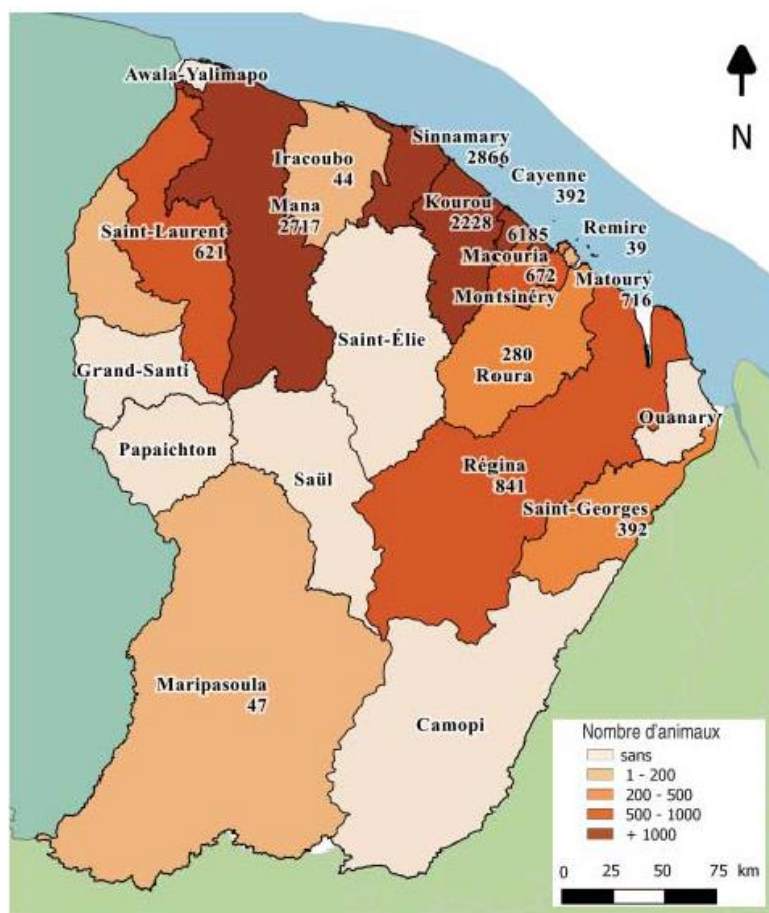 Awala-Yalimapo
N
Sinnamary
2866
Iracoubo
44
Cayenne
392
Kourou
2228
Mana
2717
Remire
39
Saint-Laurent
621
6185
Macouria
672
Montsinéry
Matoury
716
Saint-Élie
280
Roura
Grand-Santi
Ouanary
Papaichton
Saül
Régina
841
Saint-Georges
392
Maripasoula
47
Camopi
Nombre d'animaux
sans
1 - 200
200 - 500
500 - 1000
+ 1000
0 25 50 75 km